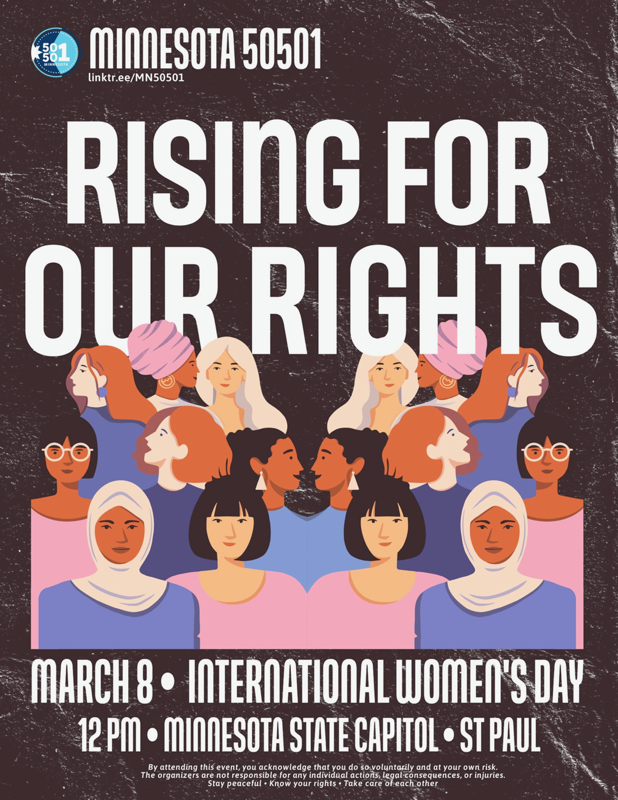 50
501
MINNESOTA
MINNESOTA 50501
linktr.ee/MN50501
RISING FOR
OUR RIGHTS
MARCH 8 • INTERNATIONAL WOMEN'S DAY
12 PM • MINNESOTA STATE CAPITOL • ST PAUL
By attending this event, you acknowledge that you do so voluntarily and at your own risk.
The organizers are not responsible for any individual actions, legal consequences, or injuries.
Stay peaceful • Know your rights • Take care of each other